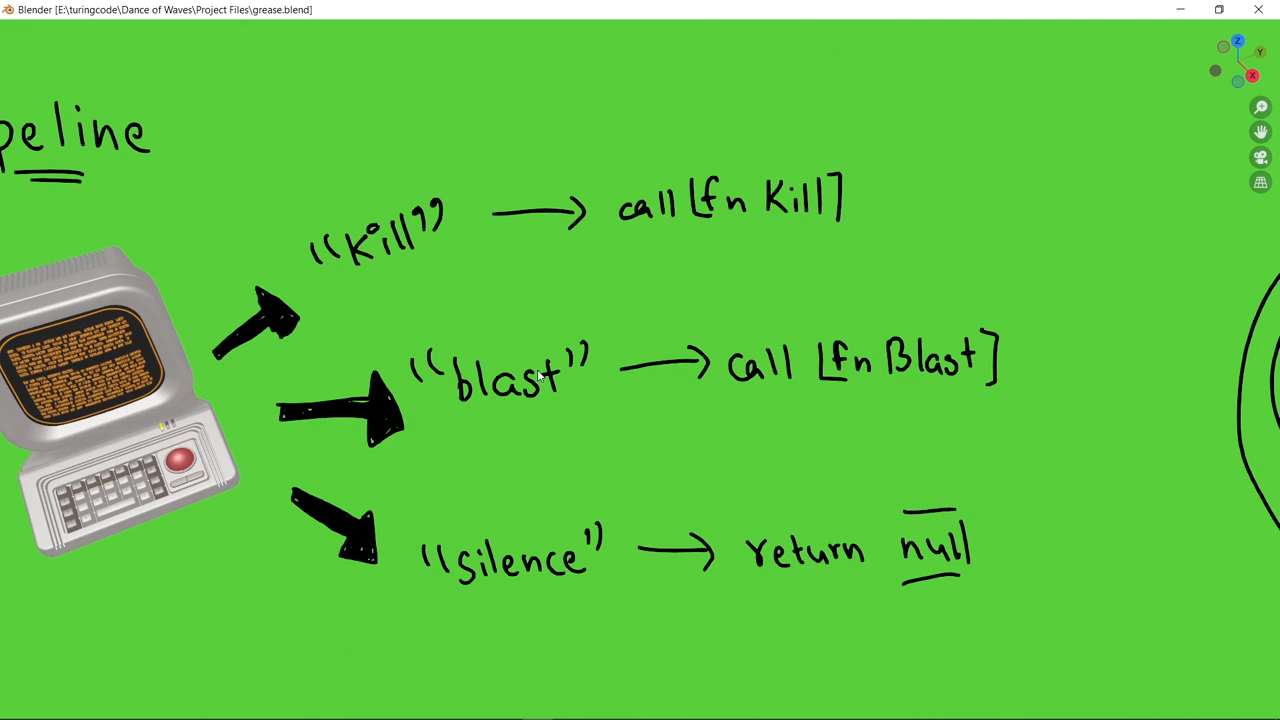 Blender [E:\turingcode\Dance of Waves\Project Files\grease.blend]
Z
Y
X
peline
“Kill” → call [fn Kill]
“blast” → call [fn Blast]
“silence” → return null